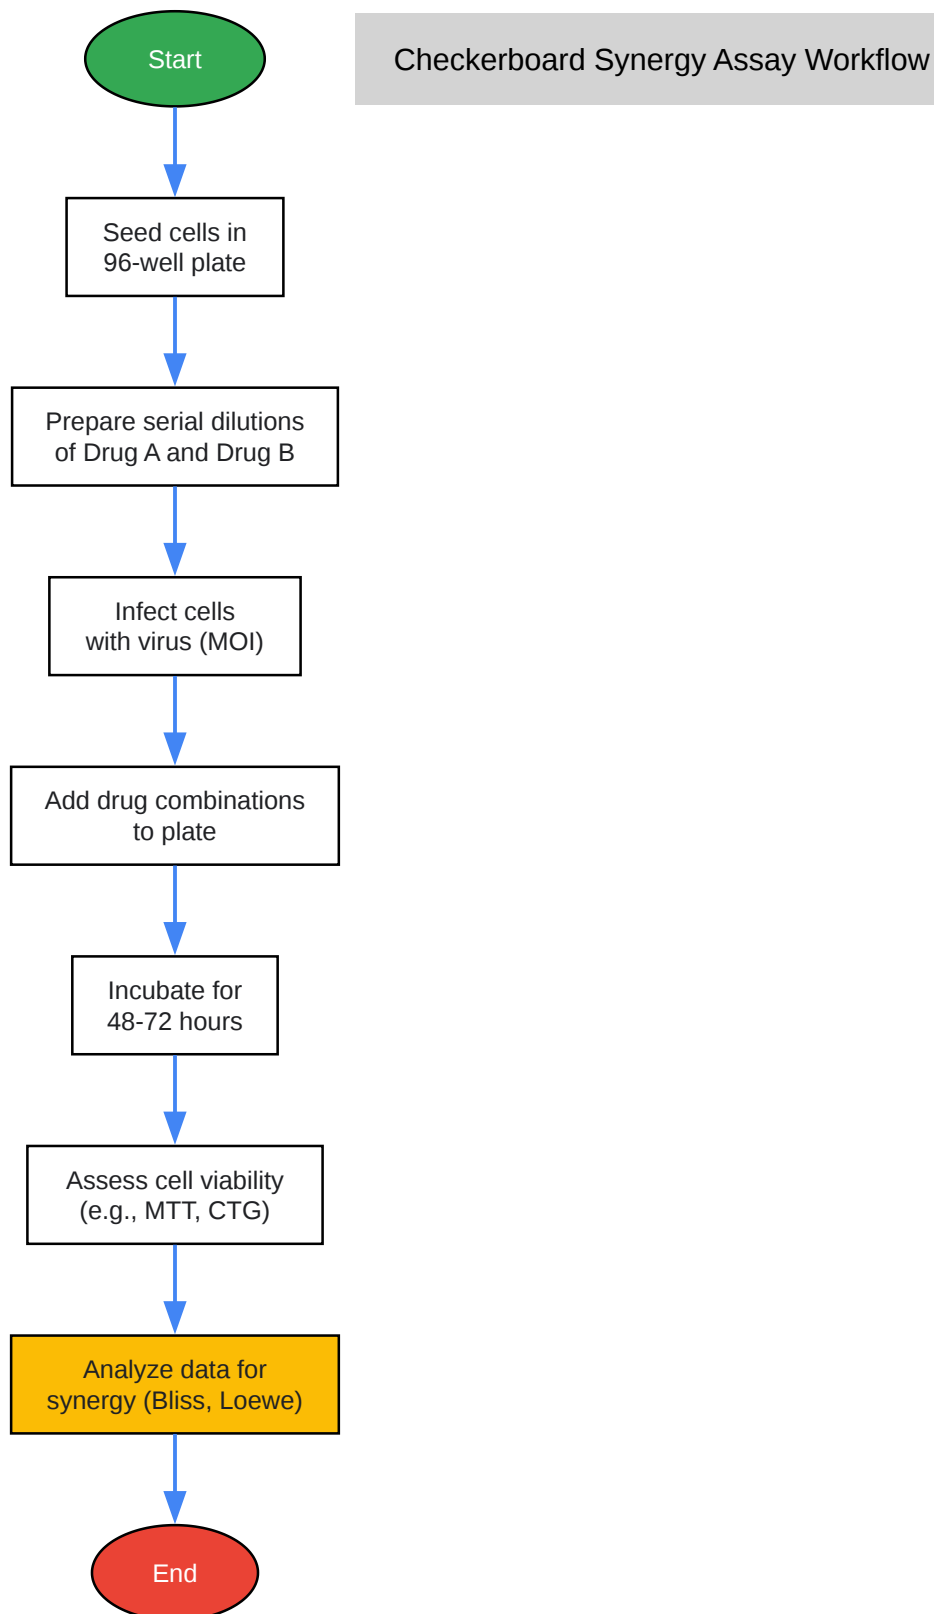 Start
Checkerboard Synergy Assay Workflow
Seed cells in
96-well plate
Prepare serial dilutions
of Drug A and Drug B
Infect cells
with virus (MOI)
Add drug combinations
to plate
Incubate for
48-72 hours
Assess cell viability
(e.g., MTT, CTG)
Analyze data for
synergy (Bliss, Loewe)
End